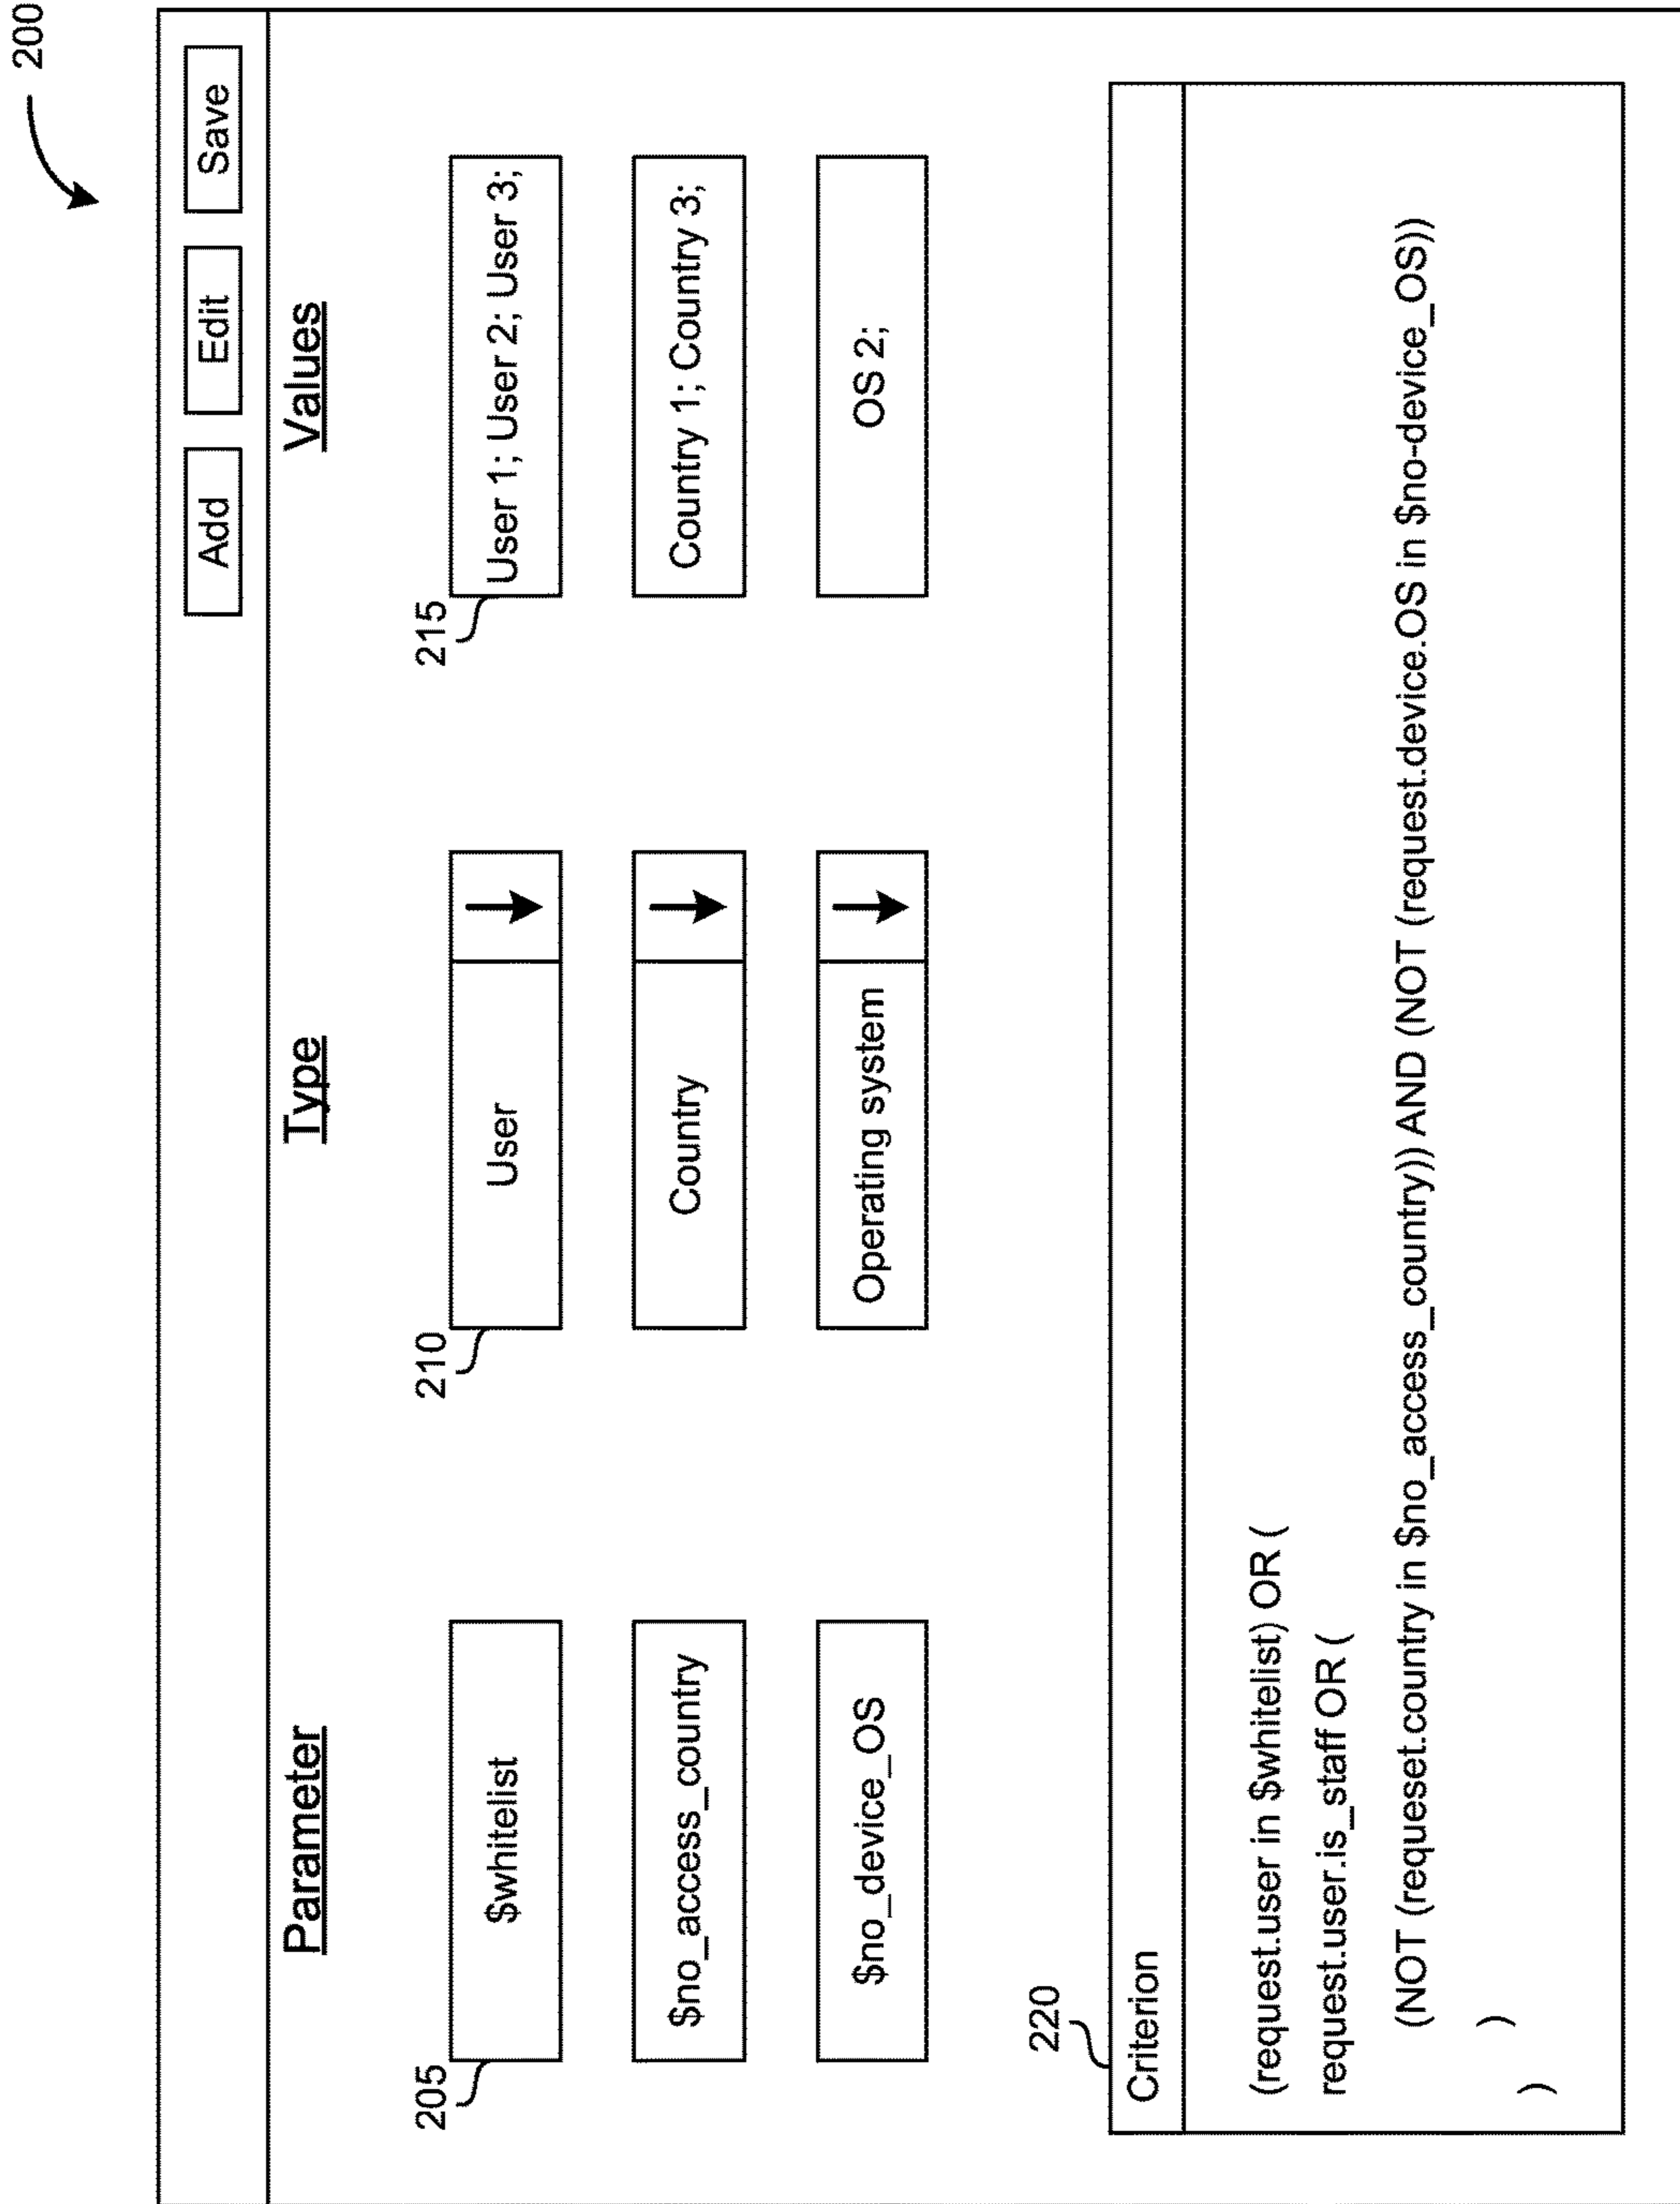 200
Add Edit Save
Parameter Type Values
205 210 215
$whitelist User User 1; User 2; User 3;
$no_access_country Country Country 1; Country 3;
$no_device_OS Operating system OS 2;
220
Criterion
(request.user in $whitelist) OR (
request.user.is_staff OR (
(NOT (requeset.country in $no_access_country)) AND (NOT (request.device.OS in $no-device_OS))
)
)